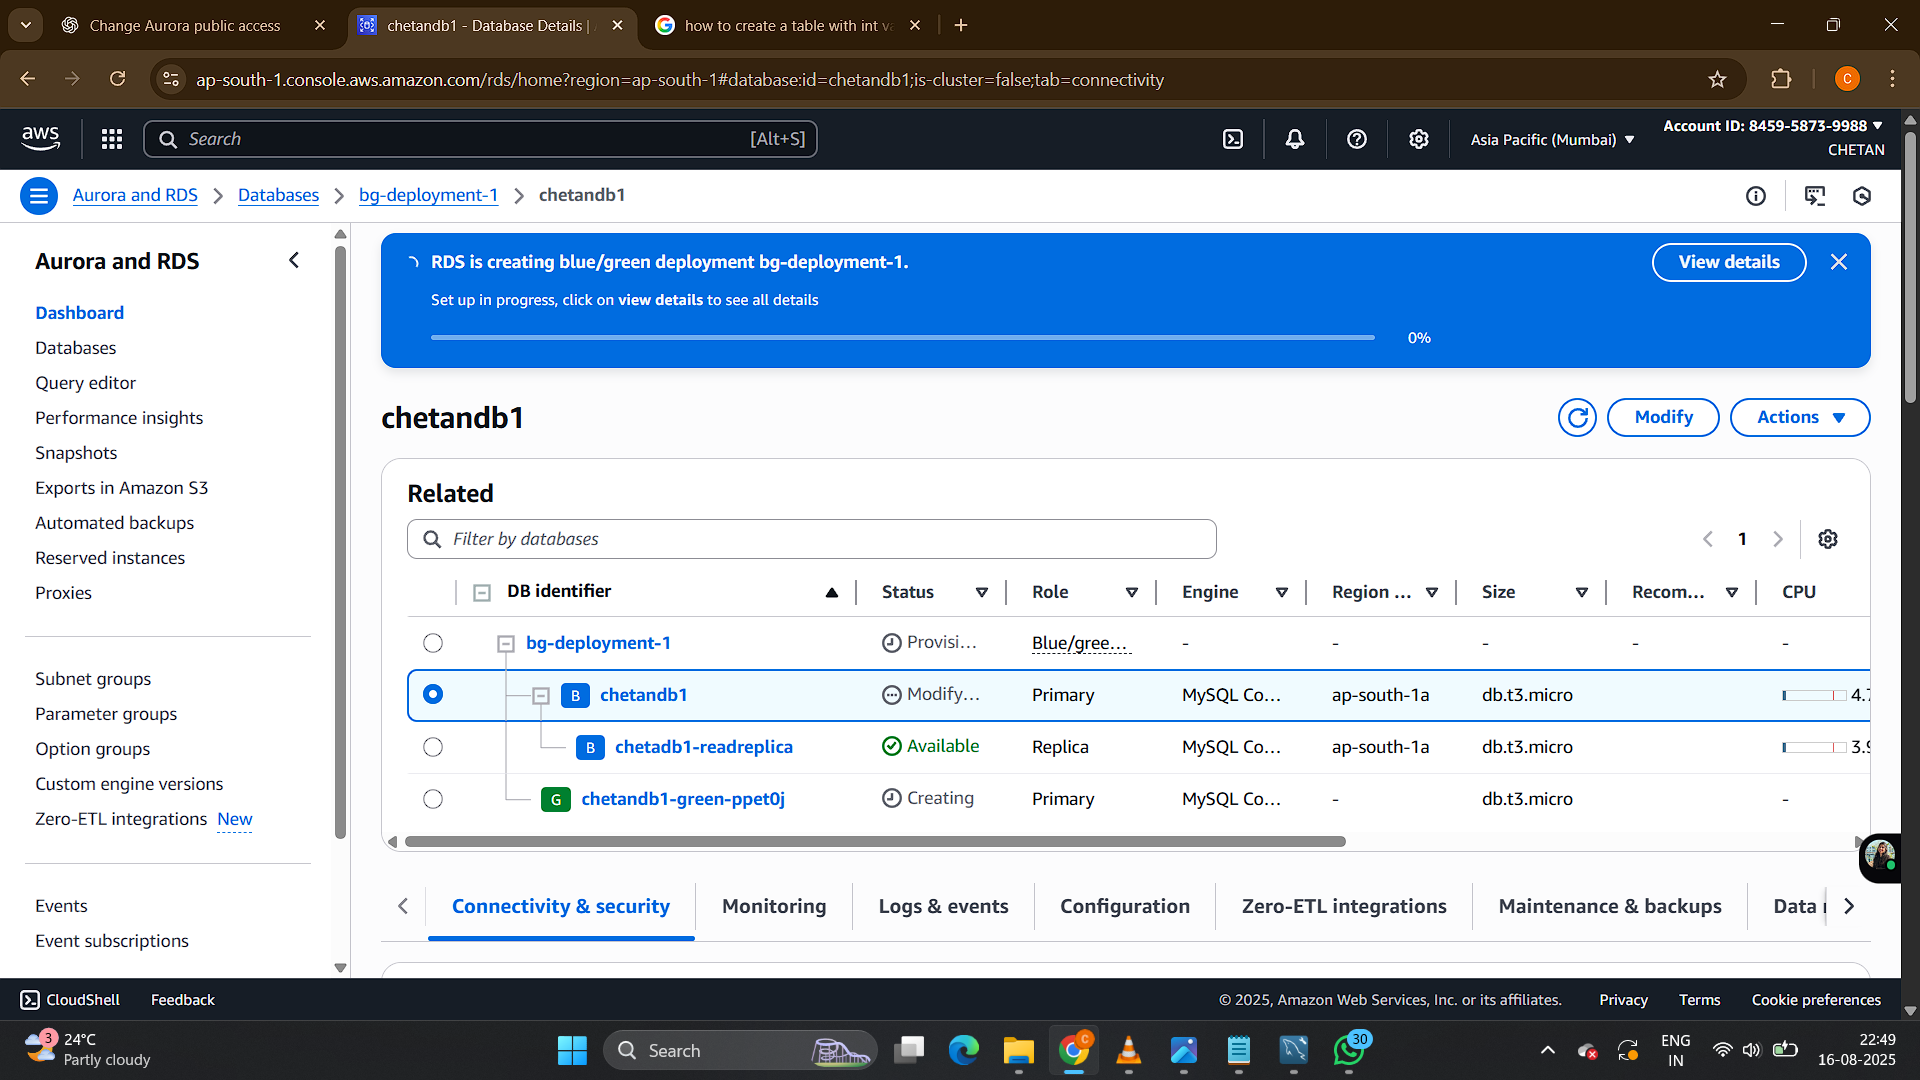 Change Aurora public access
chetandb1 - Database Details |
how to create a table with int va
ap-south-1.console.aws.amazon.com/rds/home?region=ap-south-1#database:id=chetandb1;is-cluster=false;tab=connectivity
C
aws
Search
[Alt+S]
Asia Pacific (Mumbai)
Account ID: 8459-5873-9988
CHETAN
Aurora and RDS
Databases
bg-deployment-1
chetandb1
Aurora and RDS
Dashboard
Databases
Query editor
Performance insights
Snapshots
Exports in Amazon S3
Automated backups
Reserved instances
Proxies
Subnet groups
Parameter groups
Option groups
Custom engine versions
Zero-ETL integrations New
Events
Event subscriptions
RDS is creating blue/green deployment bg-deployment-1.
View details
Set up in progress, click on view details to see all details
0%
chetandb1
Modify
Actions
Related
Filter by databases
1
DB identifier Status Role Engine Region ... Size Recom... CPU
bg-deployment-1 Provisi... Blue/gree... - - - - -
B chetandb1 Modify... Primary MySQL Co... ap-south-1a db.t3.micro 4.7
B chetadb1-readreplica Available Replica MySQL Co... ap-south-1a db.t3.micro 3.9
G chetandb1-green-ppet0j Creating Primary MySQL Co... - db.t3.micro -
Connectivity & security
Monitoring
Logs & events
Configuration
Zero-ETL integrations
Maintenance & backups
Data
CloudShell
Feedback
© 2025, Amazon Web Services, Inc. or its affiliates.
Privacy
Terms
Cookie preferences
3
24°C
Partly cloudy
Search
C
30
ENG
IN
22:49
16-08-2025